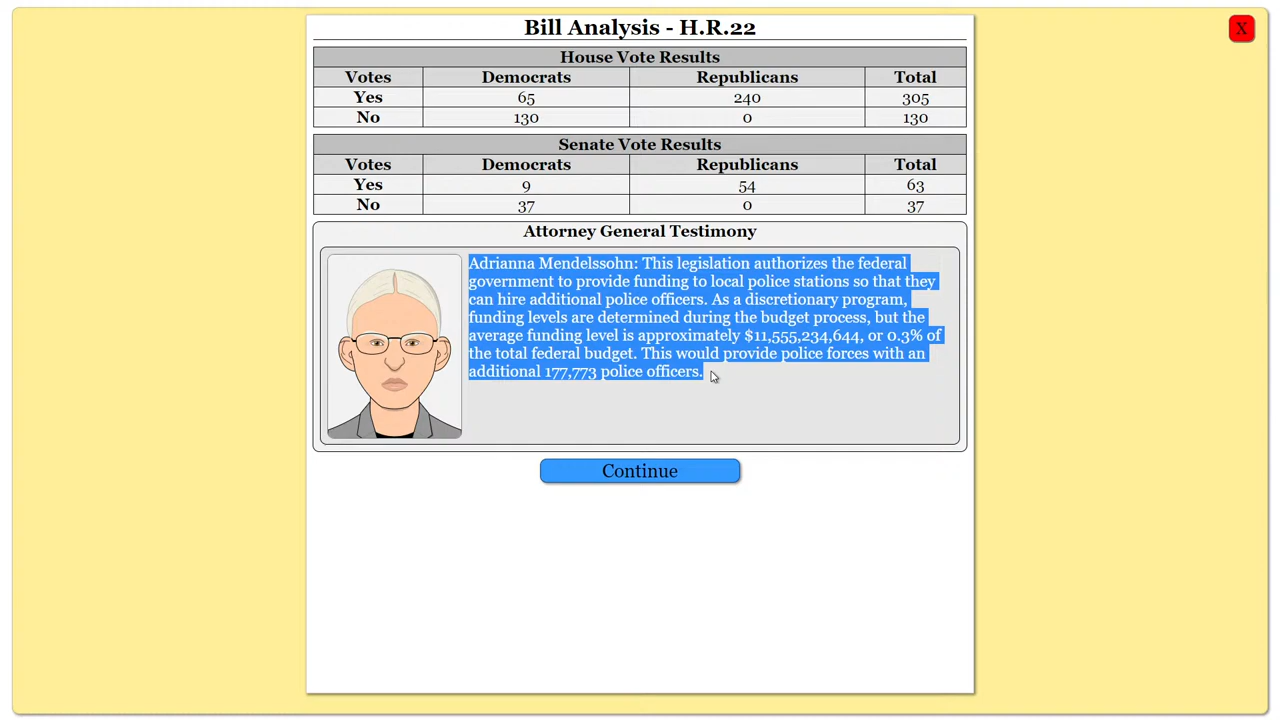 Bill Analysis - H.R.22
X
House Vote Results
Votes Democrats Republicans Total
Yes 65 240 305
No 130 0 130
Senate Vote Results
Votes Democrats Republicans Total
Yes 9 54 63
No 37 0 37
Attorney General Testimony
Adrianna Mendelssohn: This legislation authorizes the federal
government to provide funding to local police stations so that they
can hire additional police officers. As a discretionary program,
funding levels are determined during the budget process, but the
average funding level is approximately $11,555,234,644, or 0.3% of
the total federal budget. This would provide police forces with an
additional 177,773 police officers.
Continue